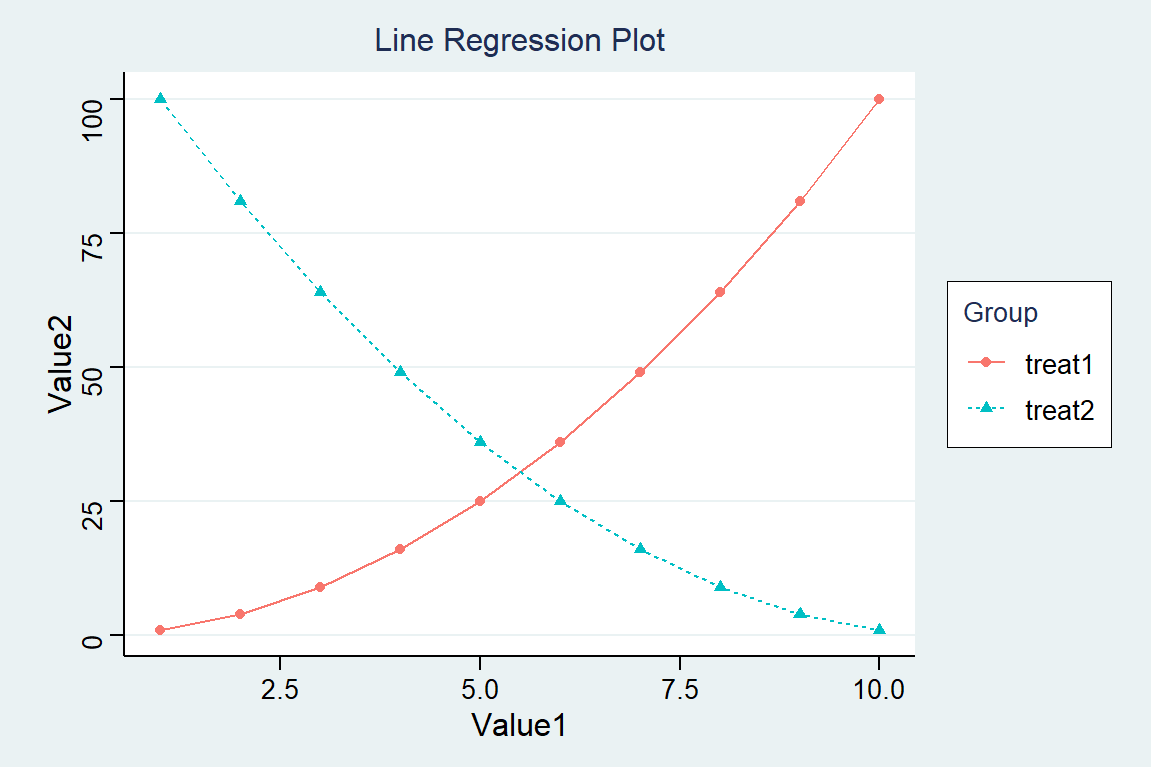 Line Regression Plot
Value2
100
75
50
25
0
2.5 5.0 7.5 10.0
Value1
Group
treat1
treat2